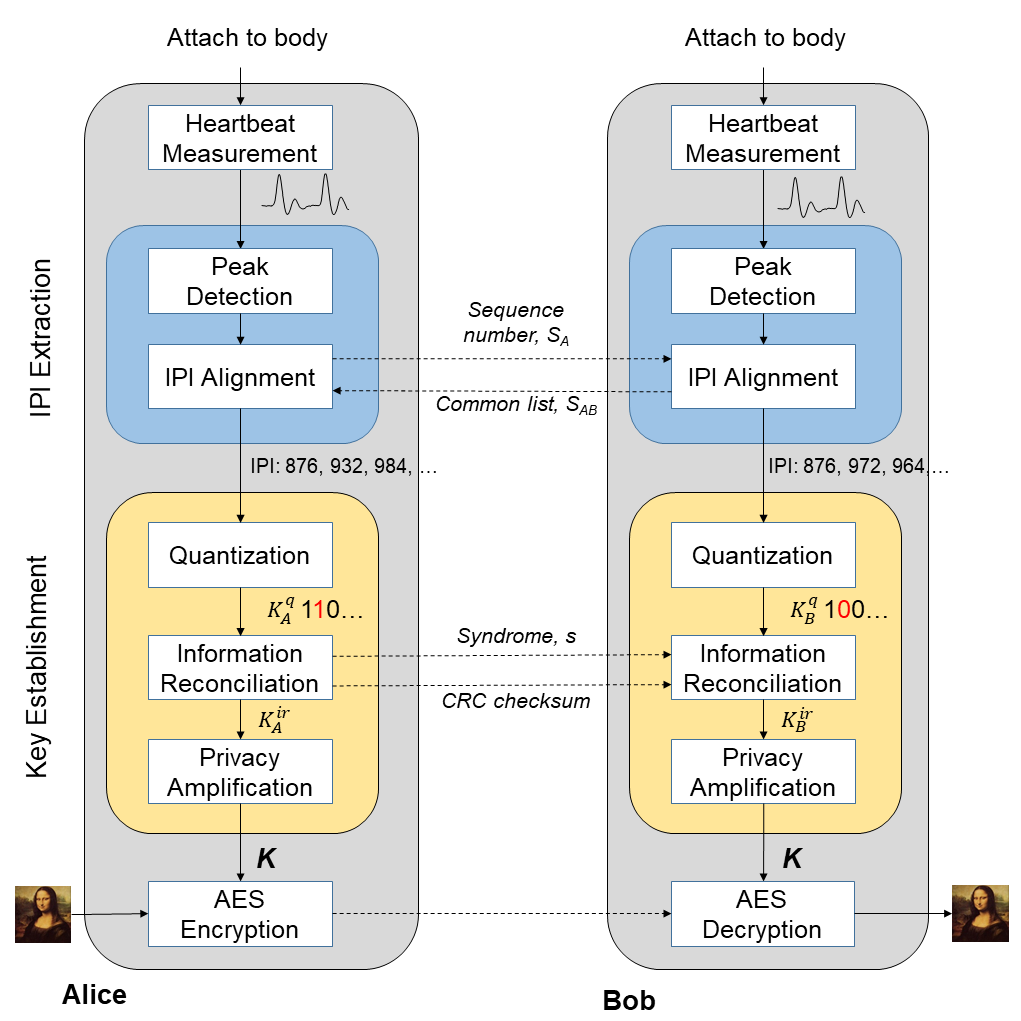 Attach to body
Attach to body
Heartbeat
Measurement
Heartbeat
Measurement
IPI Extraction
Peak
Detection
Peak
Detection
Sequence
number, S_A
IPI Alignment
IPI Alignment
Common list, S_AB
IPI: 876, 932, 984, …
IPI: 876, 972, 964,…
Key Establishment
Quantization
Quantization
K_A^q 110…
K_B^q 100…
Syndrome, s
Information
Reconciliation
Information
Reconciliation
CRC checksum
K_A^ir
K_B^ir
Privacy
Amplification
Privacy
Amplification
K
K
AES
Encryption
AES
Decryption
Alice
Bob